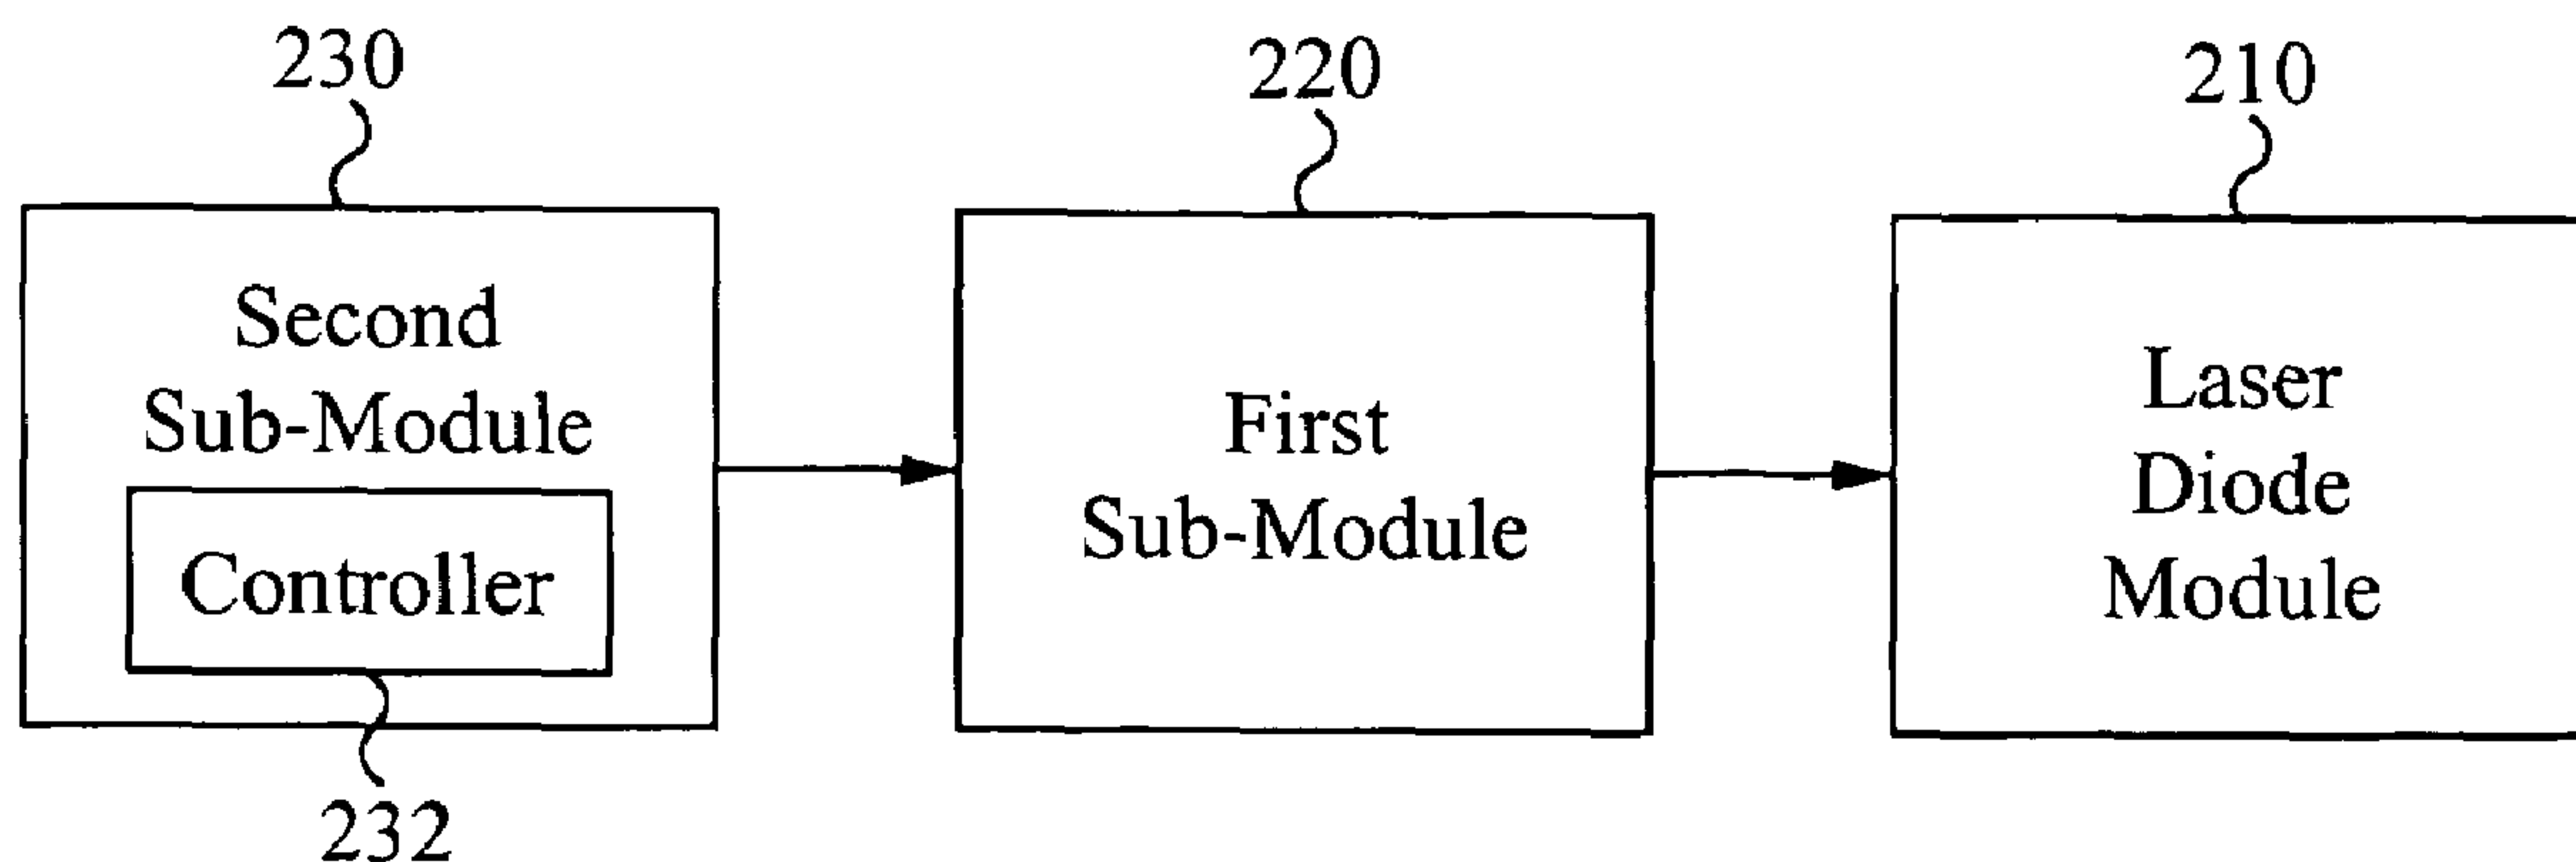 230
220
210
Second
Sub-Module
Controller
232
First
Sub-Module
Laser
Diode
Module